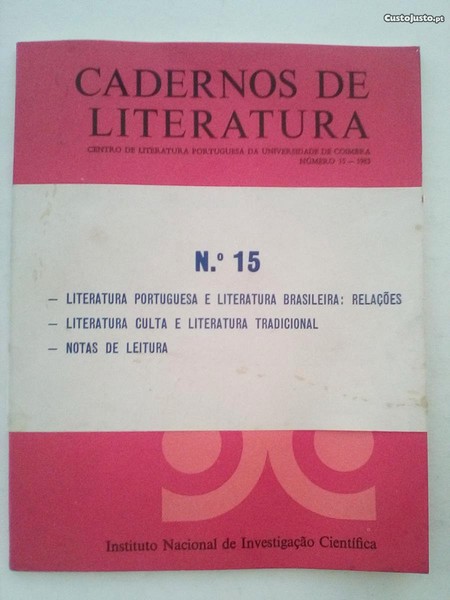 CustoJusto.pt
CADERNOS DE
LITERATURA
CENTRO DE LITERATURA PORTUGUESA DA UNIVERSIDADE DE COIMBRA
NÚMERO 15 — 1983
N.º 15
— LITERATURA PORTUGUESA E LITERATURA BRASILEIRA: RELAÇÕES
— LITERATURA CULTA E LITERATURA TRADICIONAL
— NOTAS DE LEITURA
Instituto Nacional de Investigação Científica